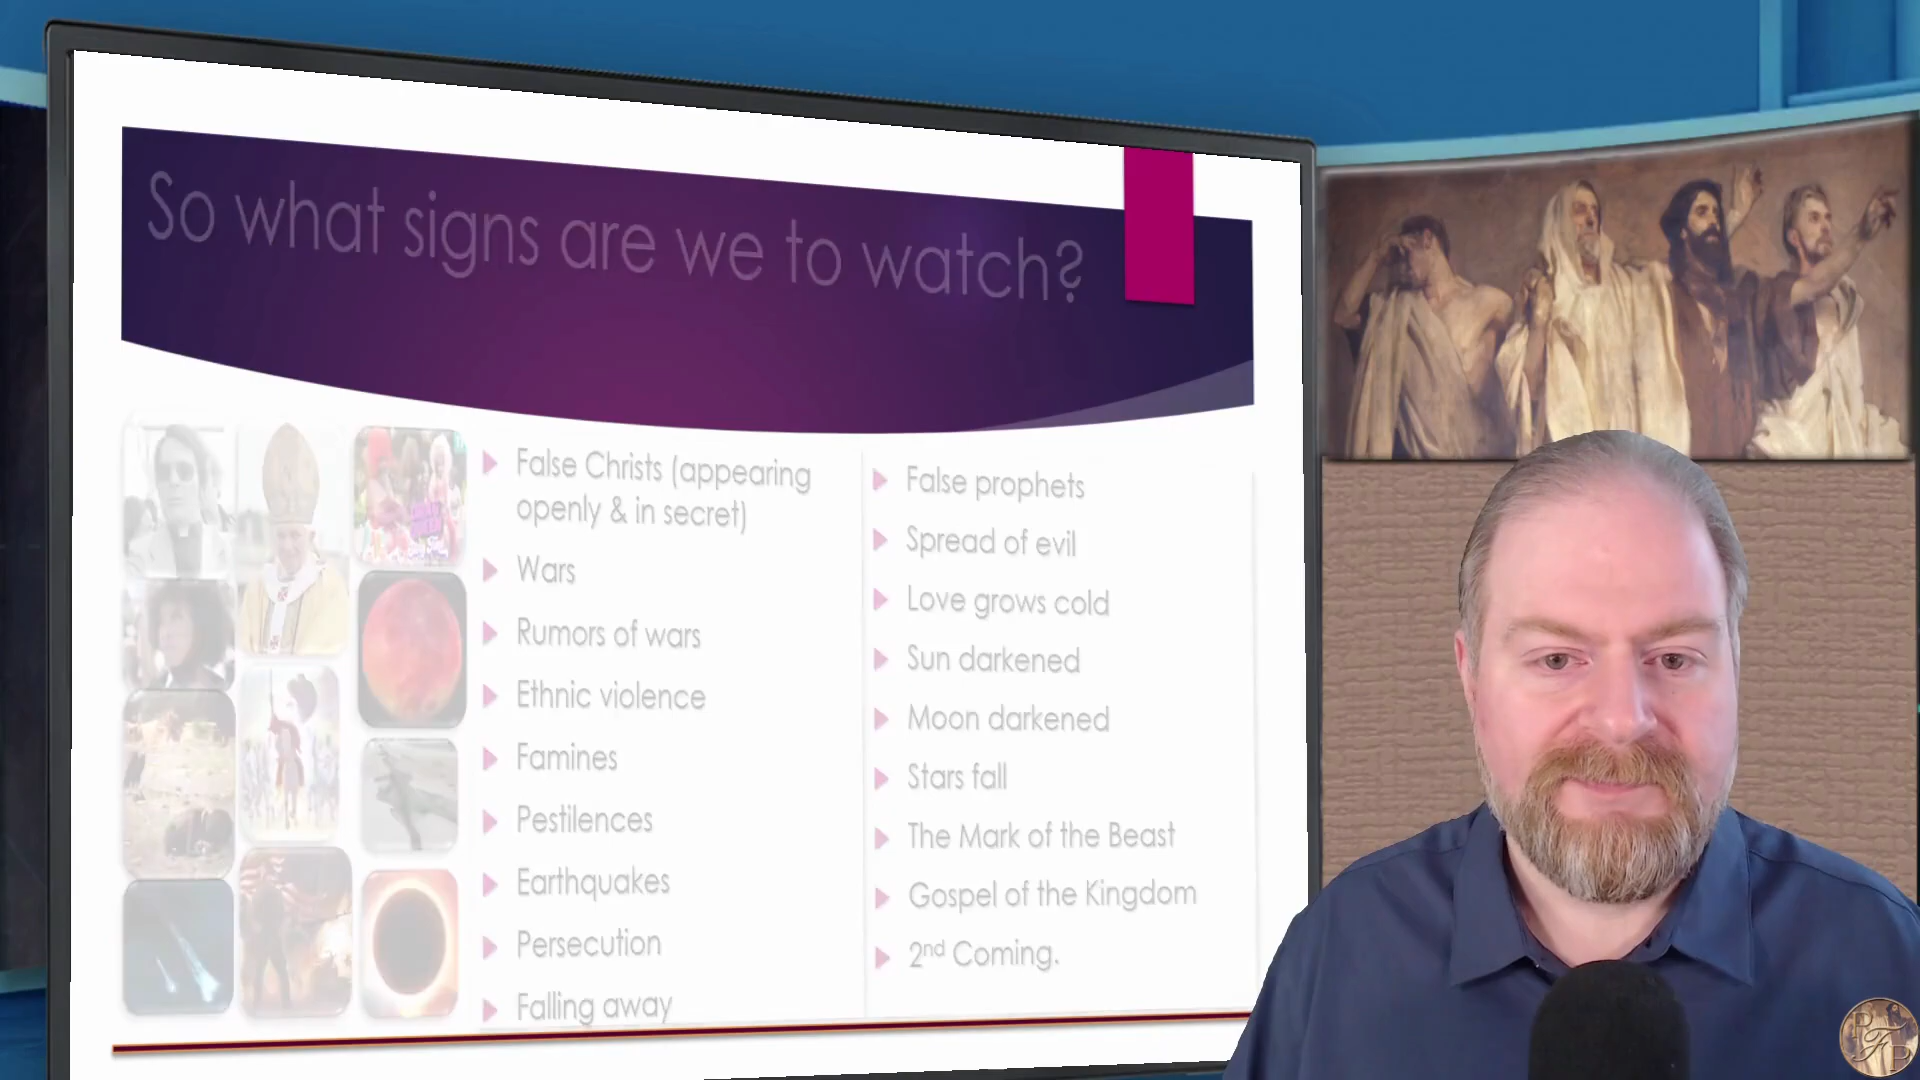 So what signs are we to watch?
False Christs (appearing
openly & in secret)
Wars
Rumors of wars
Ethnic violence
Famines
Pestilences
Earthquakes
Persecution
Falling away
False prophets
Spread of evil
Love grows cold
Sun darkened
Moon darkened
Stars fall
The Mark of the Beast
Gospel of the Kingdom
2nd Coming.
PFP